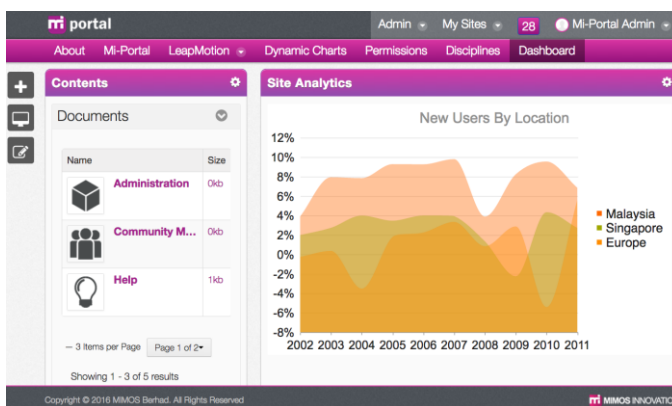 mi portal
Admin My Sites 28 Mi-Portal Admin
About Mi-Portal LeapMotion Dynamic Charts Permissions Disciplines Dashboard
Contents
Documents
Name Size
Administration 0kb
Community M... 0kb
Help 1kb
— 3 Items per Page Page 1 of 2
Showing 1 - 3 of 5 results
Site Analytics
New Users By Location
12%
10%
8%
6%
4%
2%
0%
-2%
-4%
-6%
-8%
2002 2003 2004 2005 2006 2007 2008 2009 2010 2011
Malaysia
Singapore
Europe
Copyright © 2016 MIMOS Berhad. All Rights Reserved
mi MIMOS INNOVATIO